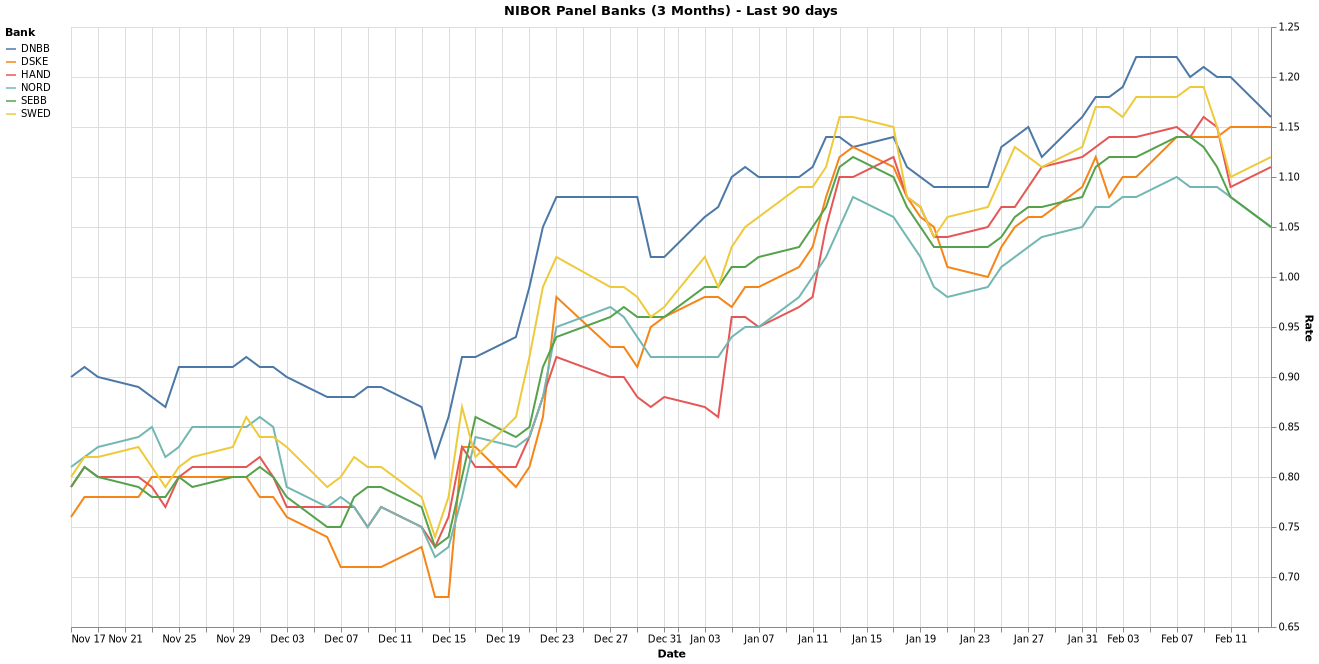 NIBOR Panel Banks (3 Months) - Last 90 days
Bank
DNBB
DSKE
HAND
NORD
SEBB
SWED
1.25
1.20
1.15
1.10
1.05
1.00
0.95
0.90
0.85
0.80
0.75
0.70
0.65
Rate
Nov 17 Nov 21 Nov 25 Nov 29 Dec 03 Dec 07 Dec 11 Dec 15 Dec 19 Dec 23 Dec 27 Dec 31 Jan 03 Jan 07 Jan 11 Jan 15 Jan 19 Jan 23 Jan 27 Jan 31 Feb 03 Feb 07 Feb 11
Date